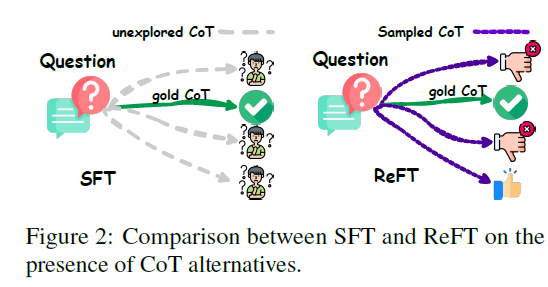 unexplored CoT
Question
gold CoT
SFT
Sampled CoT
Question
gold CoT
ReFT
Figure 2: Comparison between SFT and ReFT on the
presence of CoT alternatives.